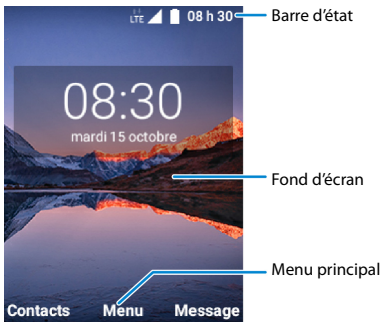 LTE 08 h 30 Barre d'état
08:30
mardi 15 octobre
Fond d'écran
Menu principal
Contacts Menu Message